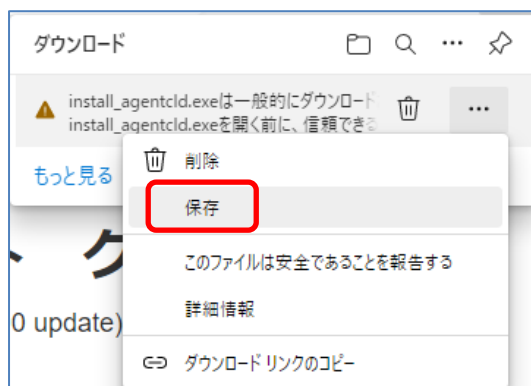 ダウンロード
install_agentcld.exeは一般的にダウンロード
install_agentcld.exeを開く前に、信頼でき
もっと見る
削除
保存
ト ク
このファイルは安全であることを報告する
0 update)
詳細情報
ダウンロード リンクのコピー